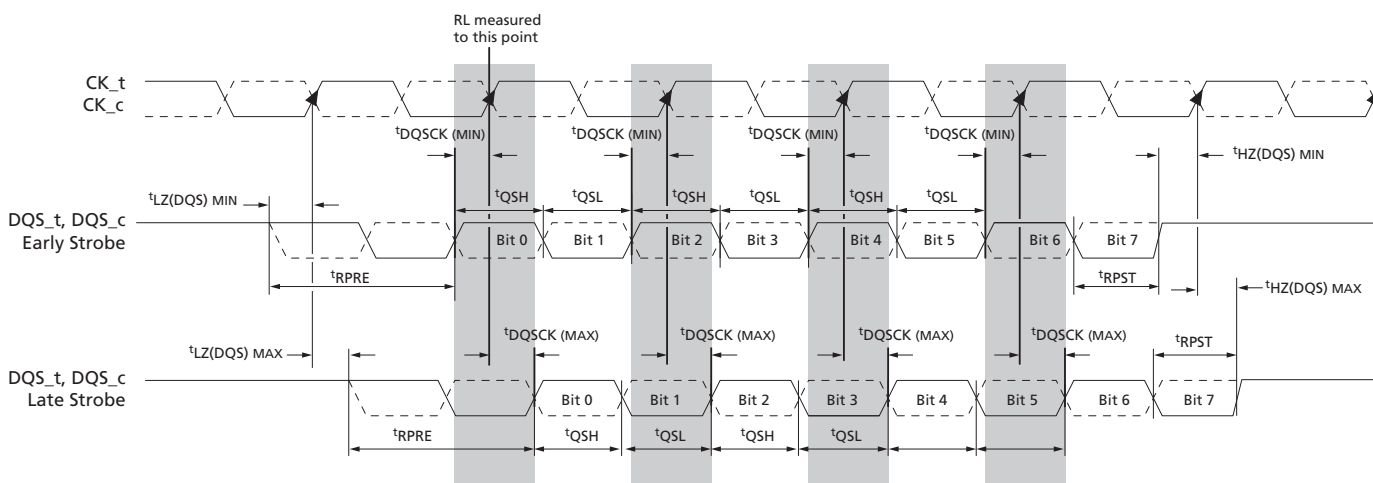 RL measured
to this point
CK_t
CK_c
tDQSCK (MIN) tDQSCK (MIN) tDQSCK (MIN) tDQSCK (MIN)
tHZ(DQS) MIN
tLZ(DQS) MIN
tQSH tQSL tQSH tQSL tQSH tQSL
DQS_t, DQS_c
Early Strobe
Bit 0 Bit 1 Bit 2 Bit 3 Bit 4 Bit 5 Bit 6 Bit 7
tRPRE
tRPST
tHZ(DQS) MAX
tLZ(DQS) MAX
tDQSCK (MAX) tDQSCK (MAX) tDQSCK (MAX) tDQSCK (MAX)
tRPST
DQS_t, DQS_c
Late Strobe
Bit 0 Bit 1 Bit 2 Bit 3 Bit 4 Bit 5 Bit 6 Bit 7
tRPRE
tQSH tQSL tQSH tQSL